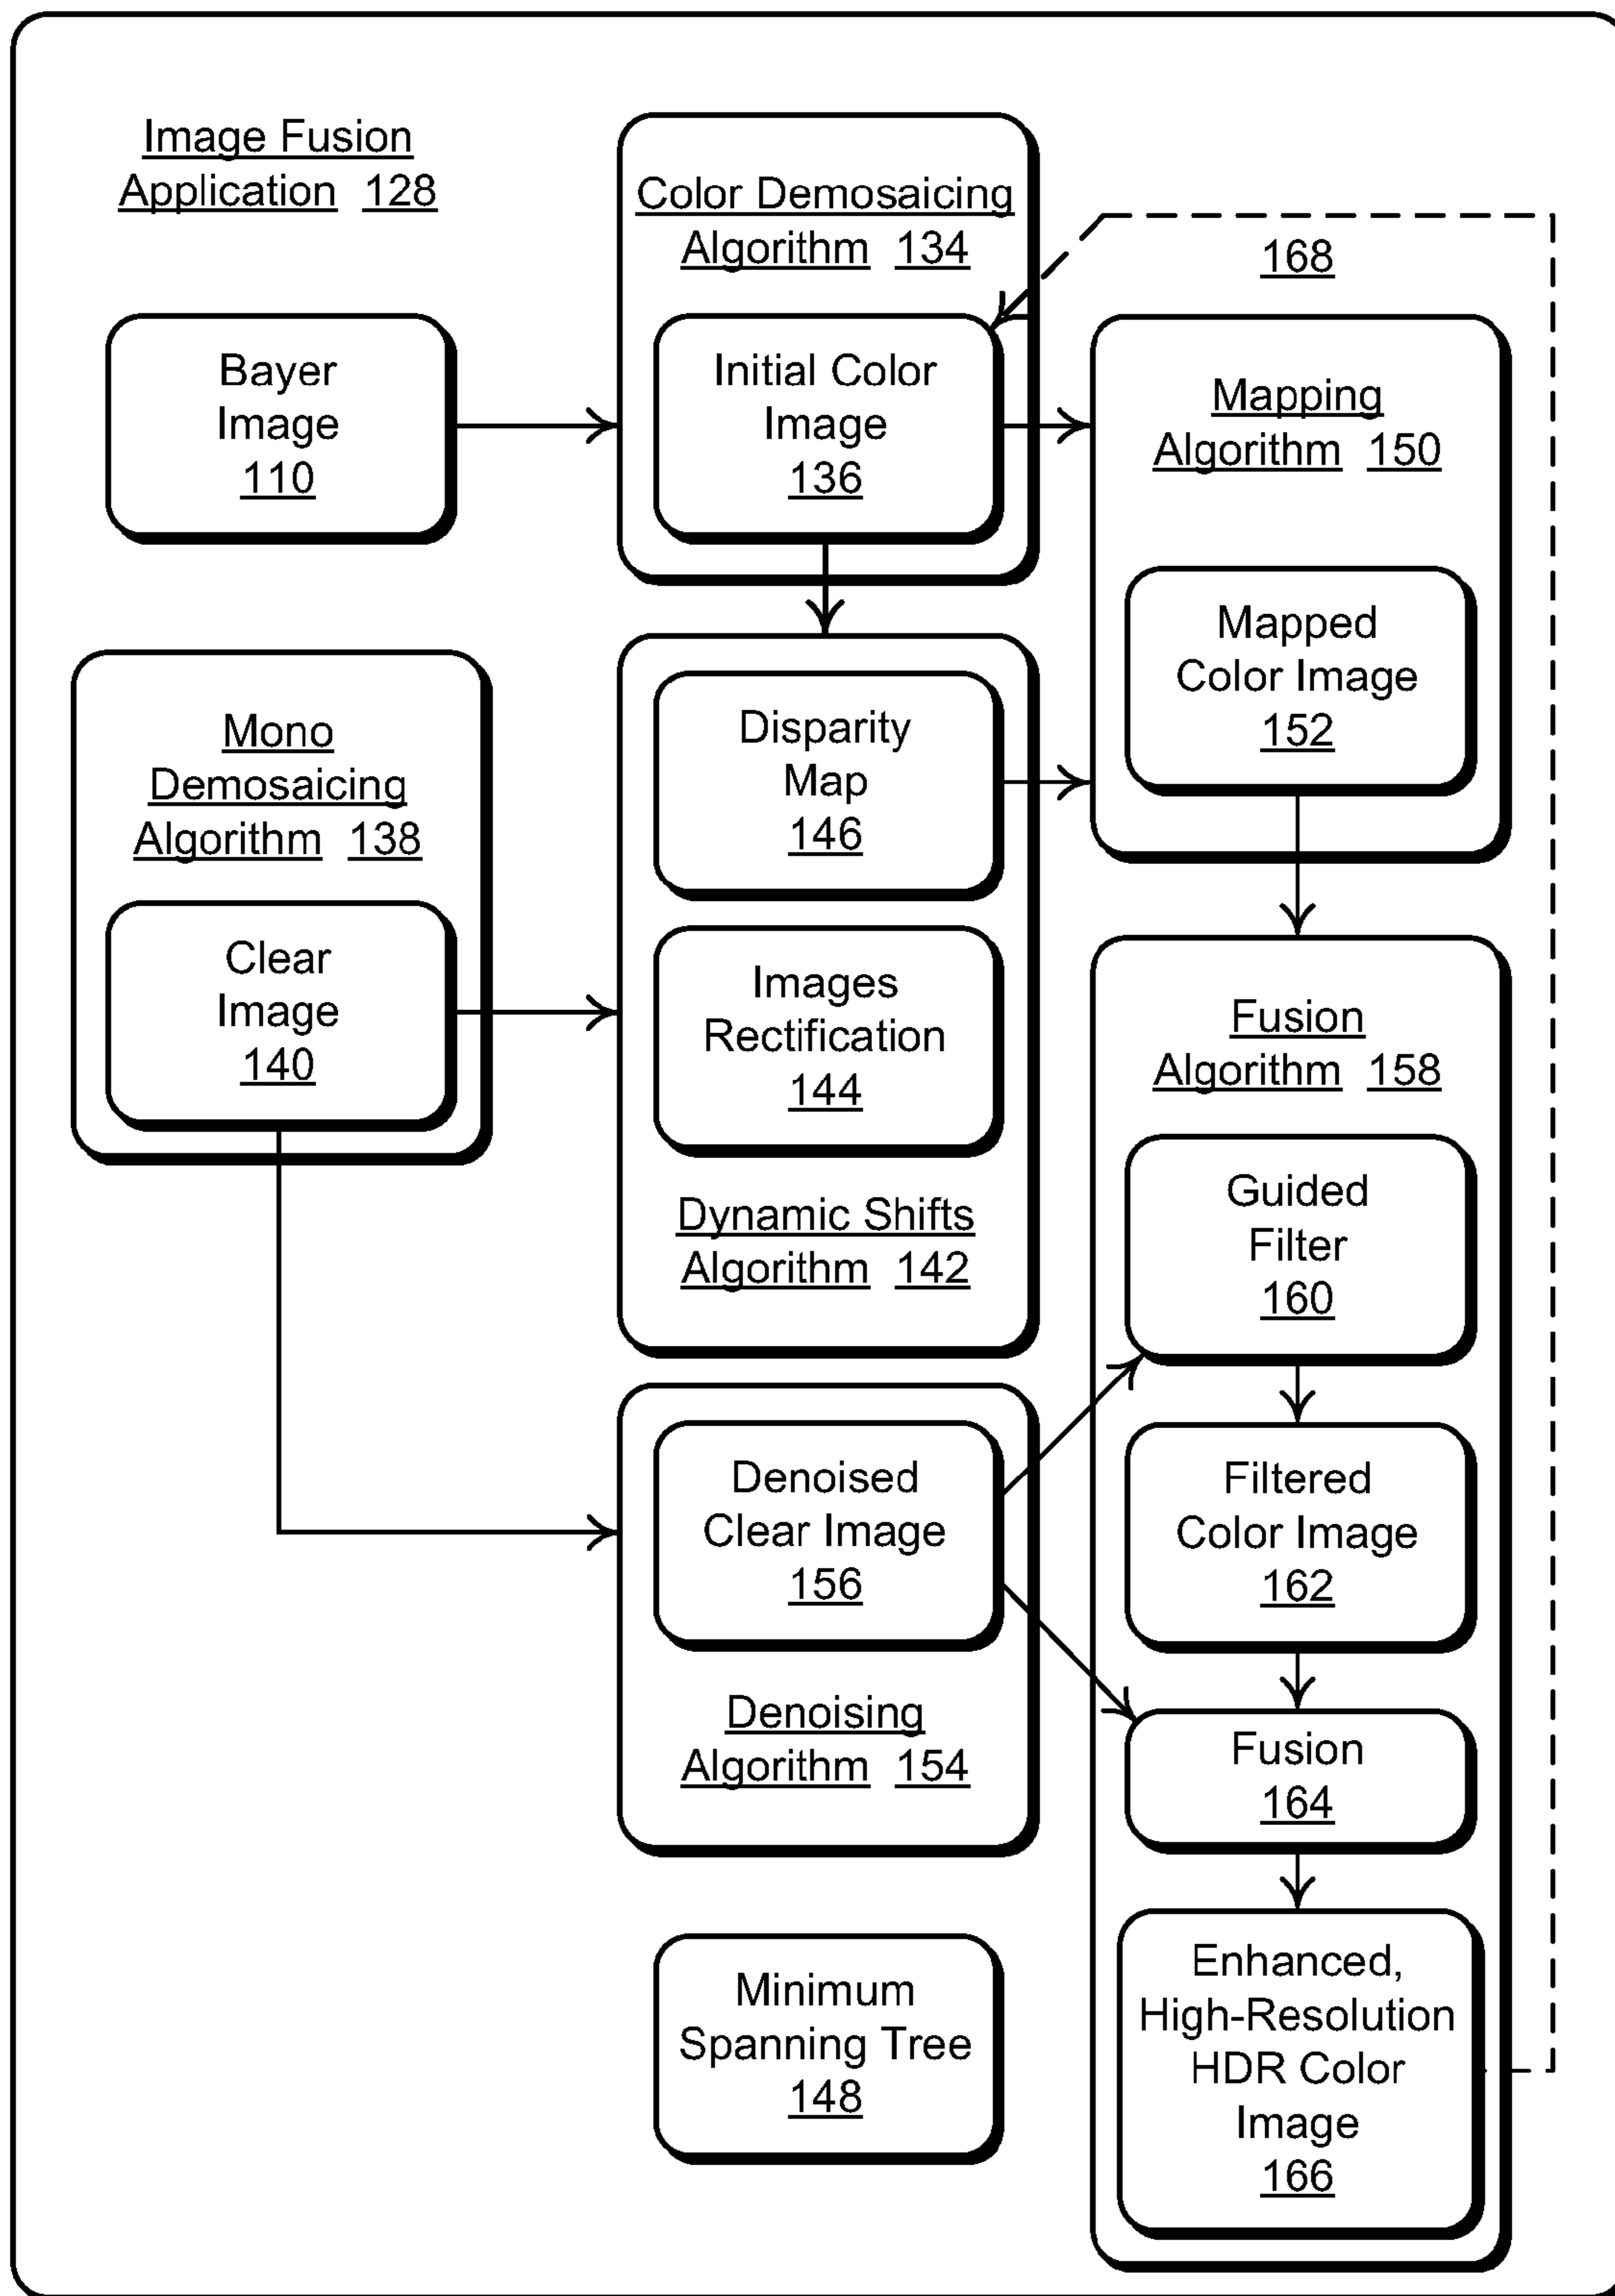 Image Fusion
Application 128
Color Demosaicing
Algorithm 134
168
Bayer
Image
110
Initial Color
Image
136
Mapping
Algorithm 150
Mapped
Color Image
152
Mono
Demosaicing
Algorithm 138
Clear
Image
140
Disparity
Map
146
Images
Rectification
144
Dynamic Shifts
Algorithm 142
Fusion
Algorithm 158
Guided
Filter
160
Filtered
Color Image
162
Fusion
164
Enhanced,
High-Resolution
HDR Color
Image
166
Denoised
Clear Image
156
Denoising
Algorithm 154
Minimum
Spanning Tree
148